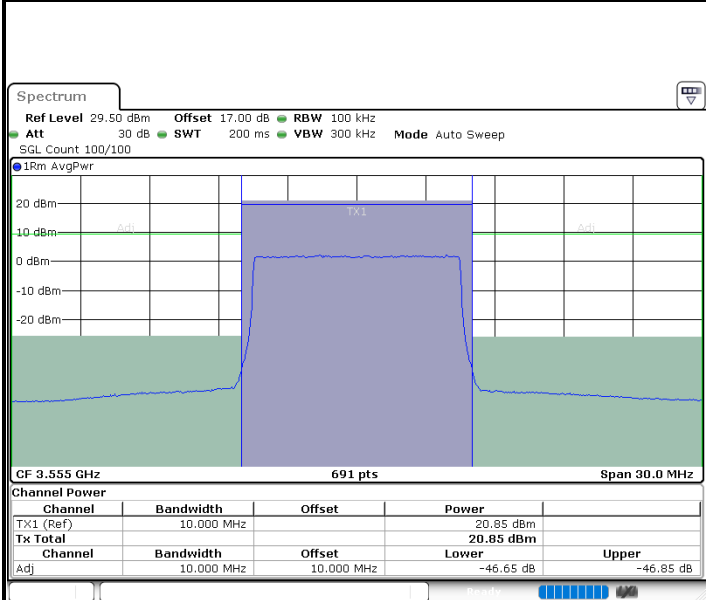 Spectrum
Ref Level 29.50 dBm Offset 17.00 dB RBW 100 kHz
Att 30 dB SWT 200 ms VBW 300 kHz Mode Auto Sweep
SGL Count 100/100
1Rm AvgPwr
20 dBm
TX1
Adj
Adj
10 dBm
0 dBm
-10 dBm
-20 dBm
CF 3.555 GHz 691 pts Span 30.0 MHz
Channel Power
Channel Bandwidth Offset Power
TX1 (Ref) 10.000 MHz 20.85 dBm
Tx Total 20.85 dBm
Channel Bandwidth Offset Lower Upper
Adj 10.000 MHz 10.000 MHz -46.65 dB -46.85 dB
Ready